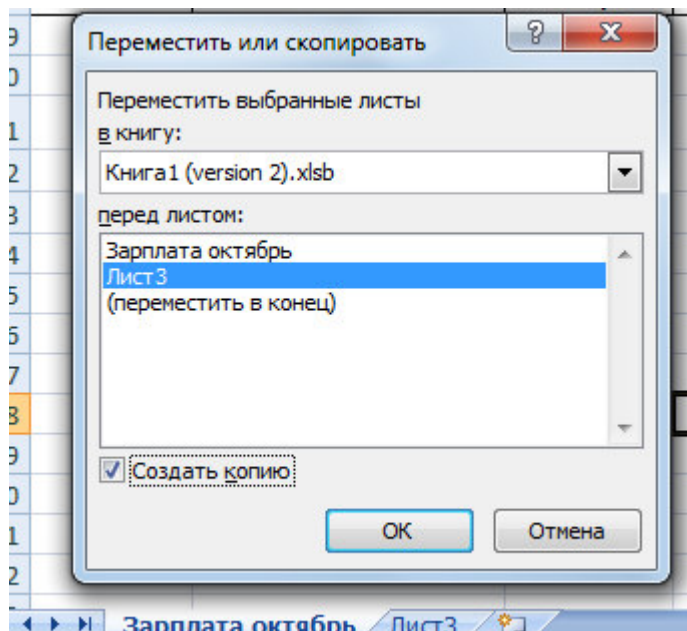 Переместить или скопировать
Переместить выбранные листы
в книгу:
Книга1 (version 2).xlsb
перед листом:
Зарплата октябрь
Лист3
(переместить в конец)
Создать копию
ОК
Отмена
Зарплата октябрь
Лист3